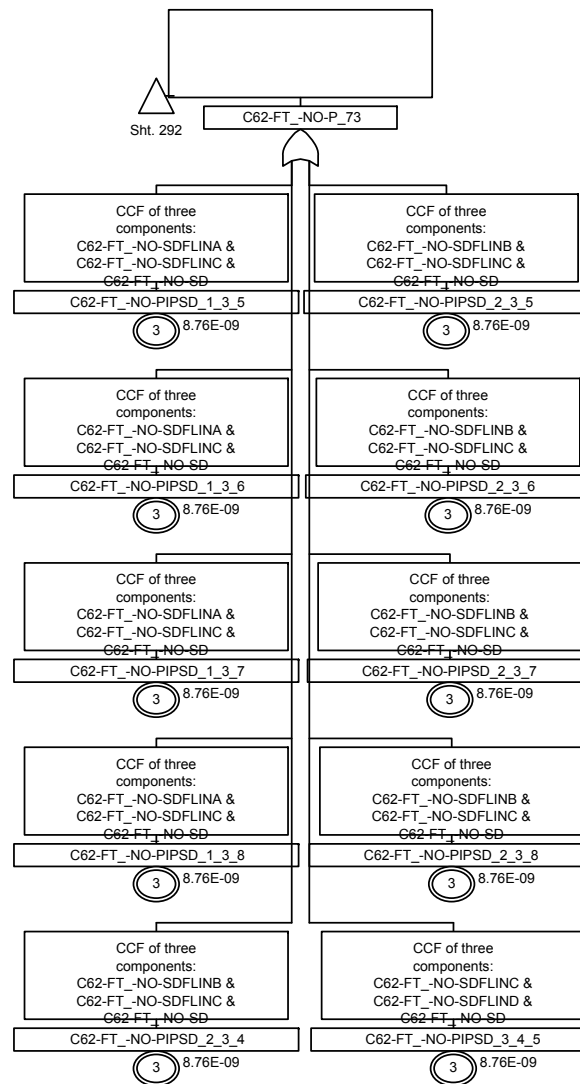 C62-FT_-NO-P_73
Sht. 292
CCF of three
components:
C62-FT_-NO-SDFLINA &
C62-FT_-NO-SDFLINC &
C62-FT_-NO-SD
C62-FT_-NO-PIPSD_1_3_5
3
8.76E-09
CCF of three
components:
C62-FT_-NO-SDFLINB &
C62-FT_-NO-SDFLINC &
C62-FT_-NO-SD
C62-FT_-NO-PIPSD_2_3_5
3
8.76E-09
CCF of three
components:
C62-FT_-NO-SDFLINA &
C62-FT_-NO-SDFLINC &
C62-FT_-NO-SD
C62-FT_-NO-PIPSD_1_3_6
3
8.76E-09
CCF of three
components:
C62-FT_-NO-SDFLINB &
C62-FT_-NO-SDFLINC &
C62-FT_-NO-SD
C62-FT_-NO-PIPSD_2_3_6
3
8.76E-09
CCF of three
components:
C62-FT_-NO-SDFLINA &
C62-FT_-NO-SDFLINC &
C62-FT_-NO-SD
C62-FT_-NO-PIPSD_1_3_7
3
8.76E-09
CCF of three
components:
C62-FT_-NO-SDFLINB &
C62-FT_-NO-SDFLINC &
C62-FT_-NO-SD
C62-FT_-NO-PIPSD_2_3_7
3
8.76E-09
CCF of three
components:
C62-FT_-NO-SDFLINA &
C62-FT_-NO-SDFLINC &
C62-FT_-NO-SD
C62-FT_-NO-PIPSD_1_3_8
3
8.76E-09
CCF of three
components:
C62-FT_-NO-SDFLINB &
C62-FT_-NO-SDFLINC &
C62-FT_-NO-SD
C62-FT_-NO-PIPSD_2_3_8
3
8.76E-09
CCF of three
components:
C62-FT_-NO-SDFLINB &
C62-FT_-NO-SDFLINC &
C62-FT_-NO-SD
C62-FT_-NO-PIPSD_2_3_4
3
8.76E-09
CCF of three
components:
C62-FT_-NO-SDFLINC &
C62-FT_-NO-SDFLIND &
C62-FT_-NO-SD
C62-FT_-NO-PIPSD_3_4_5
3
8.76E-09